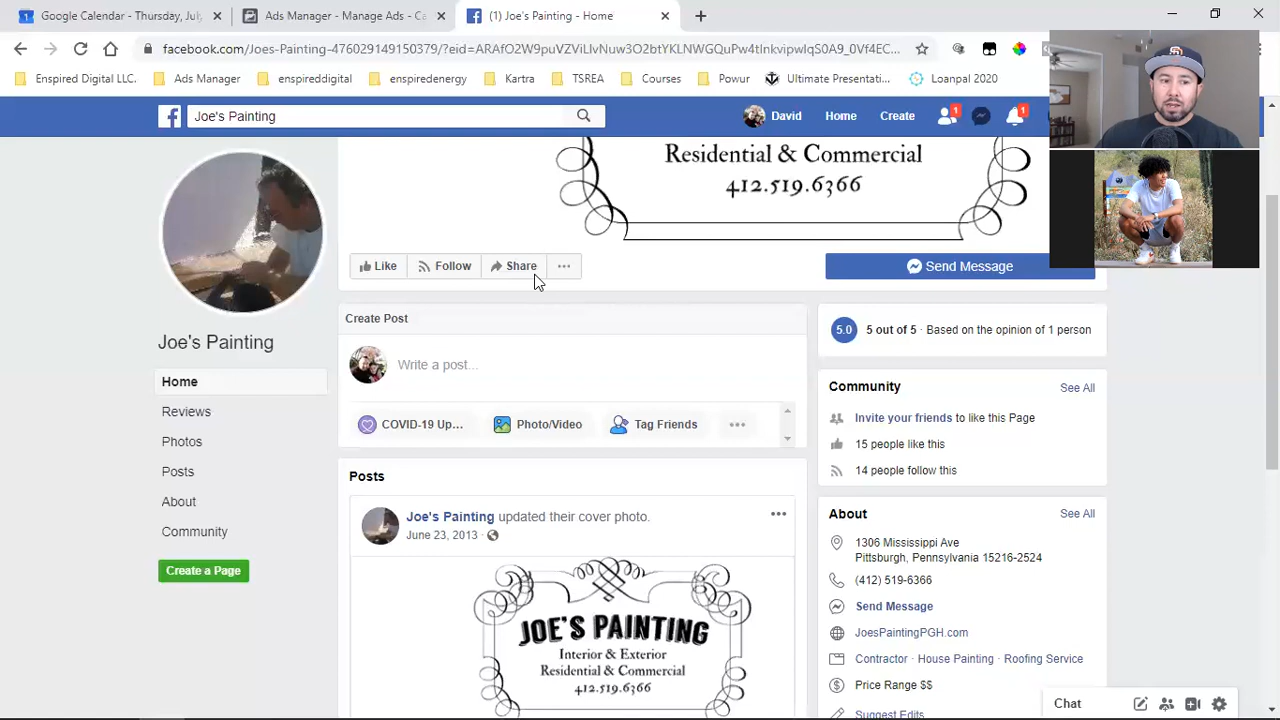 Google Calendar - Thursday, July
Ads Manager - Manage Ads - Ca
(1) Joe's Painting - Home
facebook.com/Joes-Painting-476029149150379/?eid=ARAfO2W9puVZViLIvNuw3O2btYKLNWGQuPw4tInkvipwIqS0A9_0Vf4EC...
Enspired Digital LLC.
Ads Manager
enspireddigital
enspiredenergy
Kartra
TSREA
Courses
Powur
Ultimate Presentati...
Loanpal 2020
Joe's Painting
David
Home
Create
1
1
Residential & Commercial
412.519.6366
Like
Follow
Share
Send Message
Joe's Painting
Home
Reviews
Photos
Posts
About
Community
Create a Page
Create Post
Write a post...
COVID-19 Up...
Photo/Video
Tag Friends
Posts
Joe's Painting updated their cover photo.
June 23, 2013
JOE'S PAINTING
Interior & Exterior
Residential & Commercial
412.519.6366
5.0
5 out of 5 · Based on the opinion of 1 person
Community
See All
Invite your friends to like this Page
15 people like this
14 people follow this
About
See All
1306 Mississippi Ave
Pittsburgh, Pennsylvania 15216-2524
(412) 519-6366
Send Message
JoesPaintingPGH.com
Contractor · House Painting · Roofing Service
Price Range $$
Suggest Edits
Chat